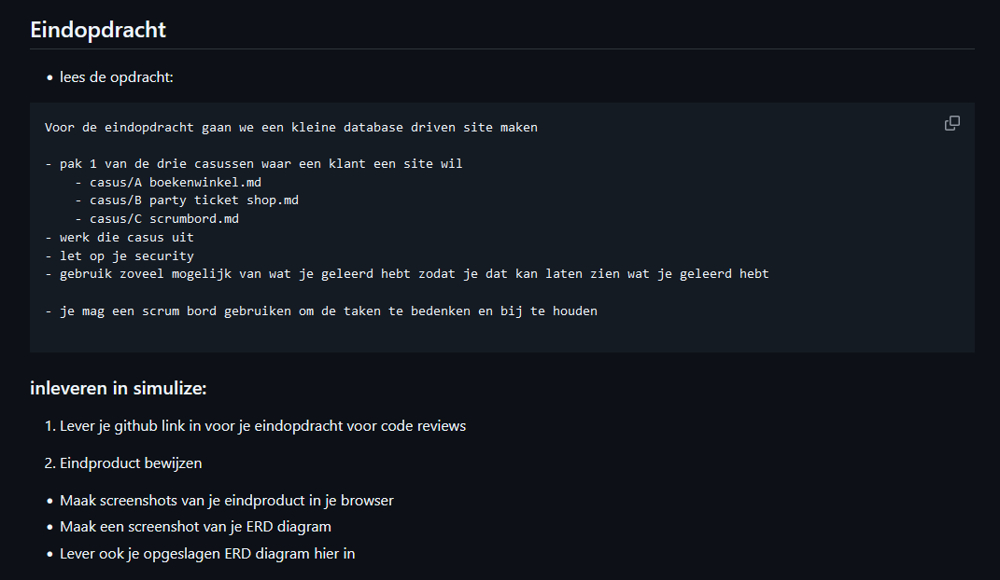 Eindopdracht
• lees de opdracht:
Voor de eindopdracht gaan we een kleine database driven site maken
- pak 1 van de drie casussen waar een klant een site wil
    - casus/A boekenwinkel.md
    - casus/B party ticket shop.md
    - casus/C scrumbord.md
- werk die casus uit
- let op je security
- gebruik zoveel mogelijk van wat je geleerd hebt zodat je dat kan laten zien wat je geleerd hebt
- je mag een scrum bord gebruiken om de taken te bedenken en bij te houden
inleveren in simulize:
1. Lever je github link in voor je eindopdracht voor code reviews
2. Eindproduct bewijzen
• Maak screenshots van je eindproduct in je browser
• Maak een screenshot van je ERD diagram
• Lever ook je opgeslagen ERD diagram hier in